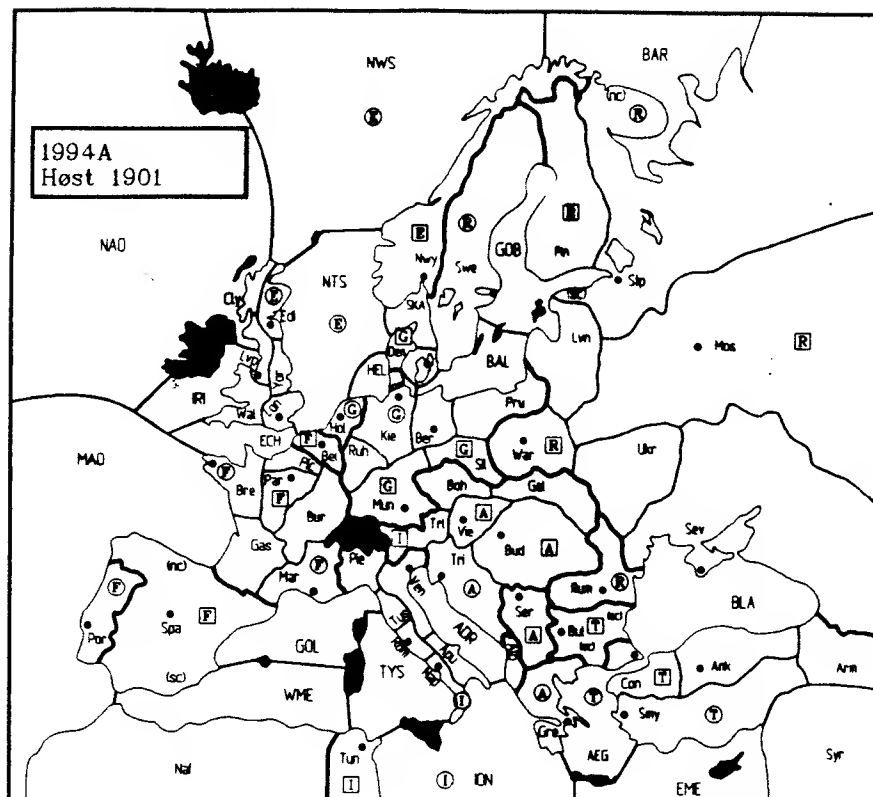 NWS
BAR
(nc)
R
E
1994A
Høst 1901
NAO
E
R
Nwry
Swe
GOB
Fin
Stp
NTS
Cly
E
Edi
E
SKA
G
Den
Lvn
Mos
R
HEL
BAL
Lvp
Yor
IRI
Wal
Lon
Hol
G
G
Kie
Ber
Pru
ECH
F
Bel
Ruh
G
Sil
War
R
Ukr
MAO
Pic
F
Bre
Par
F
Mun
G
Boh
Gal
Bur
Tri
Vie
A
Sev
I
Bud
A
Gas
(nc)
Mar
F
Pie
Ven
Tri
A
Rum
R
F
Ser
BLA
Spa
F
Por
Tus
ADR
A
Bul
T
GOL
Rom
Apu
Con
T
Ank
Arm
(sc)
TYS
WME
I
A
T
Smy
T
Gre
Tun
AEG
Syr
Naf
I
I
ION
EME